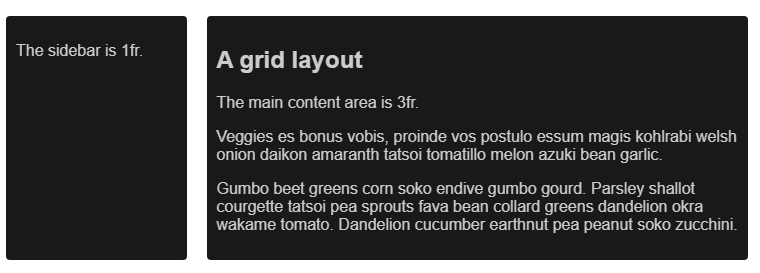 The sidebar is 1fr.
A grid layout
The main content area is 3fr.
Veggies es bonus vobis, proinde vos postulo essum magis kohlrabi welsh
onion daikon amaranth tatsoi tomatillo melon azuki bean garlic.
Gumbo beet greens corn soko endive gumbo gourd. Parsley shallot
courgette tatsoi pea sprouts fava bean collard greens dandelion okra
wakame tomato. Dandelion cucumber earthnut pea peanut soko zucchini.